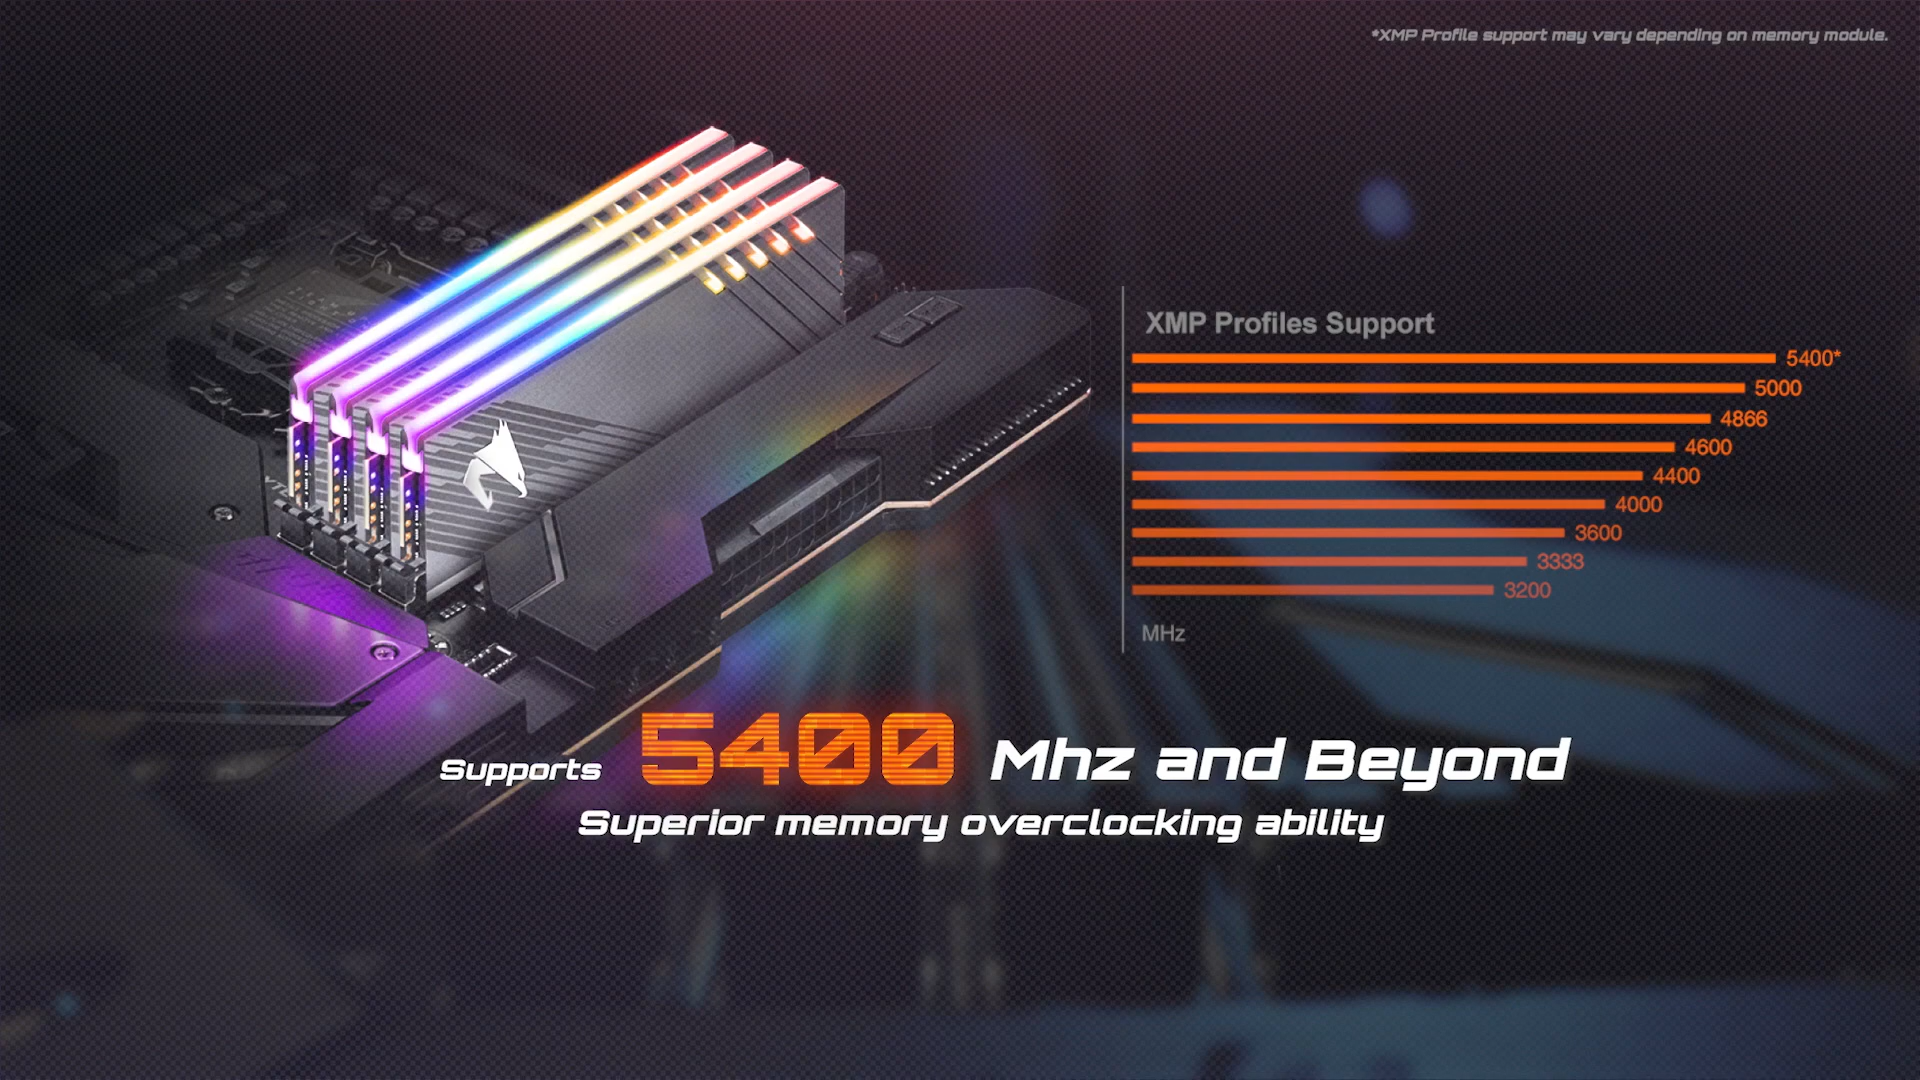 *XMP Profile support may vary depending on memory module.
XMP Profiles Support
5400*
5000
4866
4600
4400
4000
3600
3333
3200
MHz
Supports 5400 Mhz and Beyond
Superior memory overclocking ability